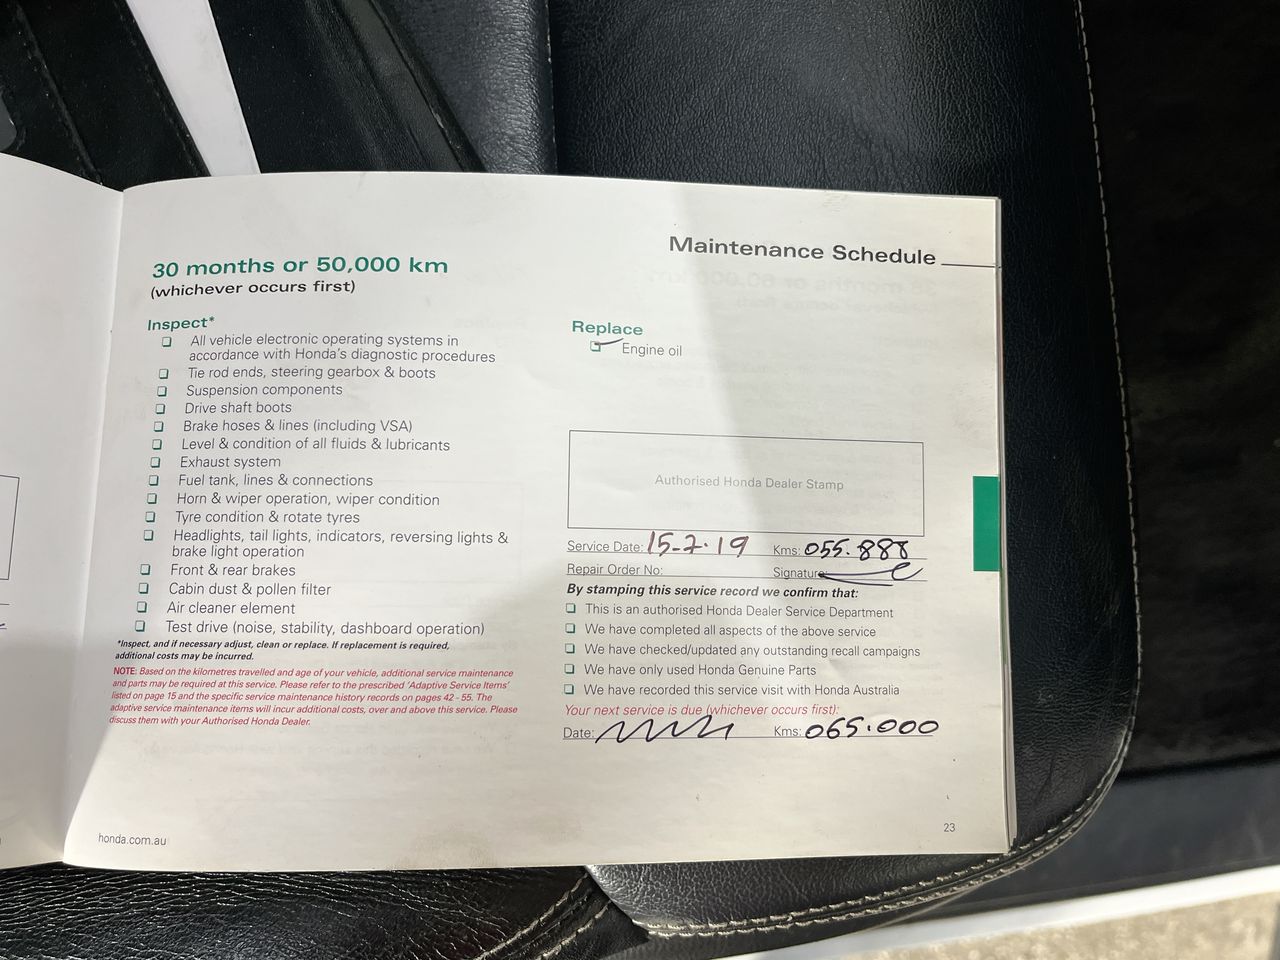 Maintenance Schedule
30 months or 50,000 km
(whichever occurs first)
Inspect*
All vehicle electronic operating systems in
accordance with Honda's diagnostic procedures
Tie rod ends, steering gearbox & boots
Suspension components
Drive shaft boots
Brake hoses & lines (including VSA)
Level & condition of all fluids & lubricants
Exhaust system
Fuel tank, lines & connections
Horn & wiper operation, wiper condition
Tyre condition & rotate tyres
Headlights, tail lights, indicators, reversing lights &
brake light operation
Front & rear brakes
Cabin dust & pollen filter
Air cleaner element
Test drive (noise, stability, dashboard operation)
*Inspect, and if necessary adjust, clean or replace. If replacement is required,
additional costs may be incurred.
NOTE: Based on the kilometres travelled and age of your vehicle, additional service maintenance
and parts may be required at this service. Please refer to the prescribed 'Adaptive Service Items'
listed on page 15 and the specific service maintenance history records on pages 42–55. The
adaptive service maintenance items will incur additional costs, over and above this service. Please
discuss them with your Authorised Honda Dealer.
Replace
Engine oil
Authorised Honda Dealer Stamp
Service Date: 15-2-19 Kms: 055.888
Repair Order No: Signature:
By stamping this service record we confirm that:
This is an authorised Honda Dealer Service Department
We have completed all aspects of the above service
We have checked/updated any outstanding recall campaigns
We have only used Honda Genuine Parts
We have recorded this service visit with Honda Australia
Your next service is due (whichever occurs first):
Date: Kms: 065.000
honda.com.au
23